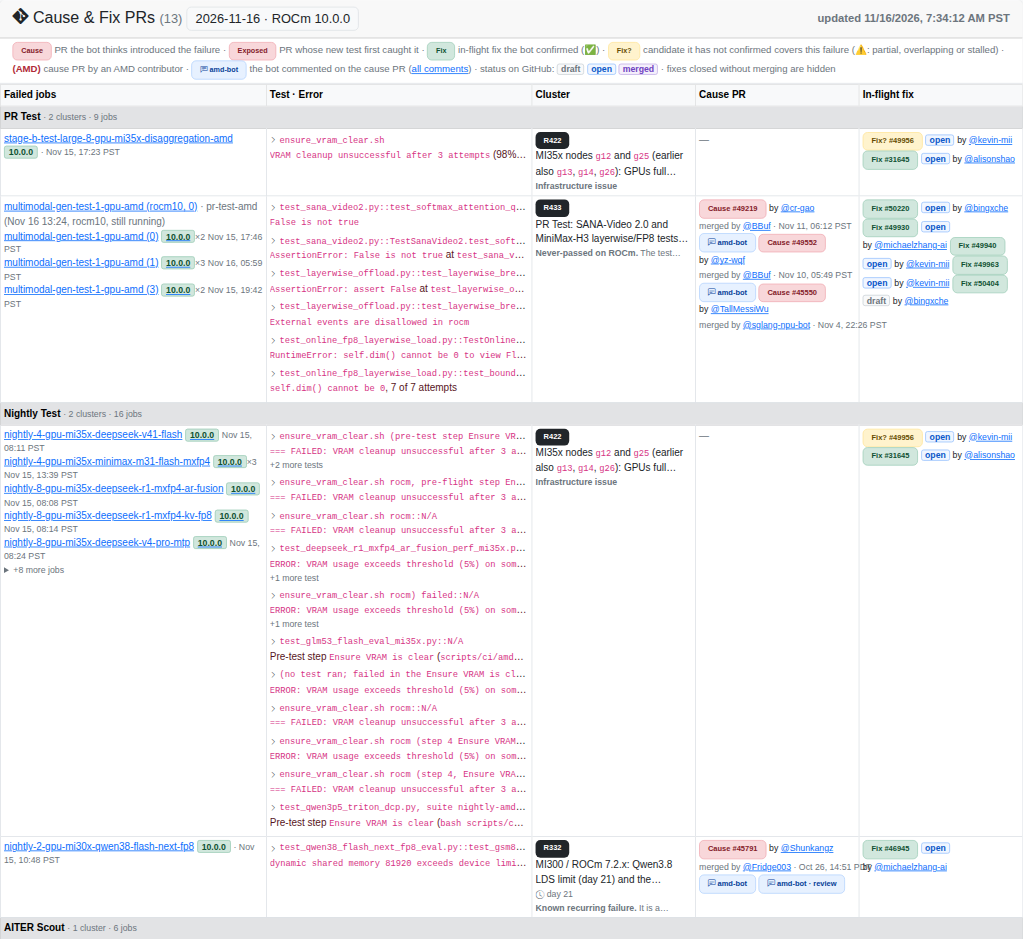 Cause & Fix PRs (13) 2026-11-16 · ROCm 10.0.0
updated 11/16/2026, 7:34:12 AM PST
Cause PR the bot thinks introduced the failure · Exposed PR whose new test first caught it · Fix in-flight fix the bot confirmed (✅) · Fix? candidate it has not confirmed covers this failure (⚠️: partial, overlapping or stalled) ·
(AMD) cause PR by an AMD contributor · amd-bot the bot commented on the cause PR (all comments) · status on GitHub: draft open merged · fixes closed without merging are hidden
Failed jobs
Test · Error
Cluster
Cause PR
In-flight fix
PR Test · 2 clusters · 9 jobs
stage-b-test-large-8-gpu-mi35x-disaggregation-amd
10.0.0 · Nov 15, 17:23 PST
ensure_vram_clear.sh
VRAM cleanup unsuccessful after 3 attempts (98%…
R422
MI35x nodes g12 and g25 (earlier
also g13, g14, g26): GPUs full…
Infrastructure issue
—
Fix? #49956 open by @kevin-mii
Fix #31645 open by @alisonshao
multimodal-gen-test-1-gpu-amd (rocm10, 0) · pr-test-amd
(Nov 16 13:24, rocm10, still running)
multimodal-gen-test-1-gpu-amd (0) 10.0.0 ×2 Nov 15, 17:46
PST
multimodal-gen-test-1-gpu-amd (1) 10.0.0 ×3 Nov 16, 05:59
PST
multimodal-gen-test-1-gpu-amd (3) 10.0.0 ×2 Nov 15, 19:42
PST
test_sana_video2.py::test_softmax_attention_q…
False is not true
test_sana_video2.py::TestSanaVideo2.test_soft…
AssertionError: False is not true at test_sana_v…
test_layerwise_offload.py::test_layerwise_bre…
AssertionError: assert False at test_layerwise_o…
test_layerwise_offload.py::test_layerwise_bre…
External events are disallowed in rocm
test_online_fp8_layerwise_load.py::TestOnline…
RuntimeError: self.dim() cannot be 0 to view Fl…
test_online_fp8_layerwise_load.py::test_bound…
self.dim() cannot be 0, 7 of 7 attempts
R433
PR Test: SANA-Video 2.0 and
MiniMax-H3 layerwise/FP8 tests…
Never-passed on ROCm. The test…
Cause #49219 by @cr-gao
merged by @BBuf · Nov 11, 06:12 PST
amd-bot Cause #49552
by @yz-wqf
merged by @BBuf · Nov 10, 05:49 PST
amd-bot Cause #45550
by @TallMessiWu
merged by @sglang-npu-bot · Nov 4, 22:26 PST
Fix #50220 open by @bingxche
Fix #49930 open
by @michaelzhang-ai Fix #49940
open by @kevin-mii Fix #49963
open by @kevin-mii Fix #50404
draft by @bingxche
Nightly Test · 2 clusters · 16 jobs
nightly-4-gpu-mi35x-deepseek-v41-flash 10.0.0 Nov 15,
08:11 PST
nightly-4-gpu-mi35x-minimax-m31-flash-mxfp4 10.0.0 ×3
Nov 15, 13:39 PST
nightly-8-gpu-mi35x-deepseek-r1-mxfp4-ar-fusion 10.0.0
Nov 15, 08:08 PST
nightly-8-gpu-mi35x-deepseek-r1-mxfp4-kv-fp8 10.0.0
Nov 15, 08:14 PST
nightly-8-gpu-mi35x-deepseek-v4-pro-mtp 10.0.0 Nov 15,
08:24 PST
+8 more jobs
ensure_vram_clear.sh (pre-test step Ensure VR…
=== FAILED: VRAM cleanup unsuccessful after 3 a…
+2 more tests
ensure_vram_clear.sh rocm, pre-flight step En…
=== FAILED: VRAM cleanup unsuccessful after 3 a…
ensure_vram_clear.sh rocm::N/A
=== FAILED: VRAM cleanup unsuccessful after 3 a…
test_deepseek_r1_mxfp4_ar_fusion_perf_mi35x.p…
ERROR: VRAM usage exceeds threshold (5%) on som…
+1 more test
ensure_vram_clear.sh rocm) failed::N/A
ERROR: VRAM usage exceeds threshold (5%) on som…
+1 more test
test_glm53_flash_eval_mi35x.py::N/A
Pre-test step Ensure VRAM is clear (scripts/ci/amd…
(no test ran; failed in the Ensure VRAM is cl…
ERROR: VRAM usage exceeds threshold (5%) on som…
ensure_vram_clear.sh rocm::N/A
=== FAILED: VRAM cleanup unsuccessful after 3 a…
ensure_vram_clear.sh rocm (step 4 Ensure VRAM…
ERROR: VRAM usage exceeds threshold (5%) on som…
ensure_vram_clear.sh rocm (step 4, Ensure VRA…
=== FAILED: VRAM cleanup unsuccessful after 3 a…
test_qwen3p5_triton_dcp.py, suite nightly-amd…
Pre-test step Ensure VRAM is clear (bash scripts/c…
R422
MI35x nodes g12 and g25 (earlier
also g13, g14, g26): GPUs full…
Infrastructure issue
—
Fix? #49956 open by @kevin-mii
Fix #31645 open by @alisonshao
nightly-2-gpu-mi30x-qwen38-flash-next-fp8 10.0.0 · Nov
15, 10:48 PST
test_qwen38_flash_next_fp8_eval.py::test_gsm8…
dynamic shared memory 81920 exceeds device limi…
R332
MI300 / ROCm 7.2.x: Qwen3.8
LDS limit (day 21) and the…
day 21
Known recurring failure. It is a…
Cause #45791 by @Shunkangz
merged by @Fridge003 · Oct 26, 14:51 PDT
amd-bot amd-bot · review
Fix #46945 open
by @michaelzhang-ai
AITER Scout · 1 cluster · 6 jobs